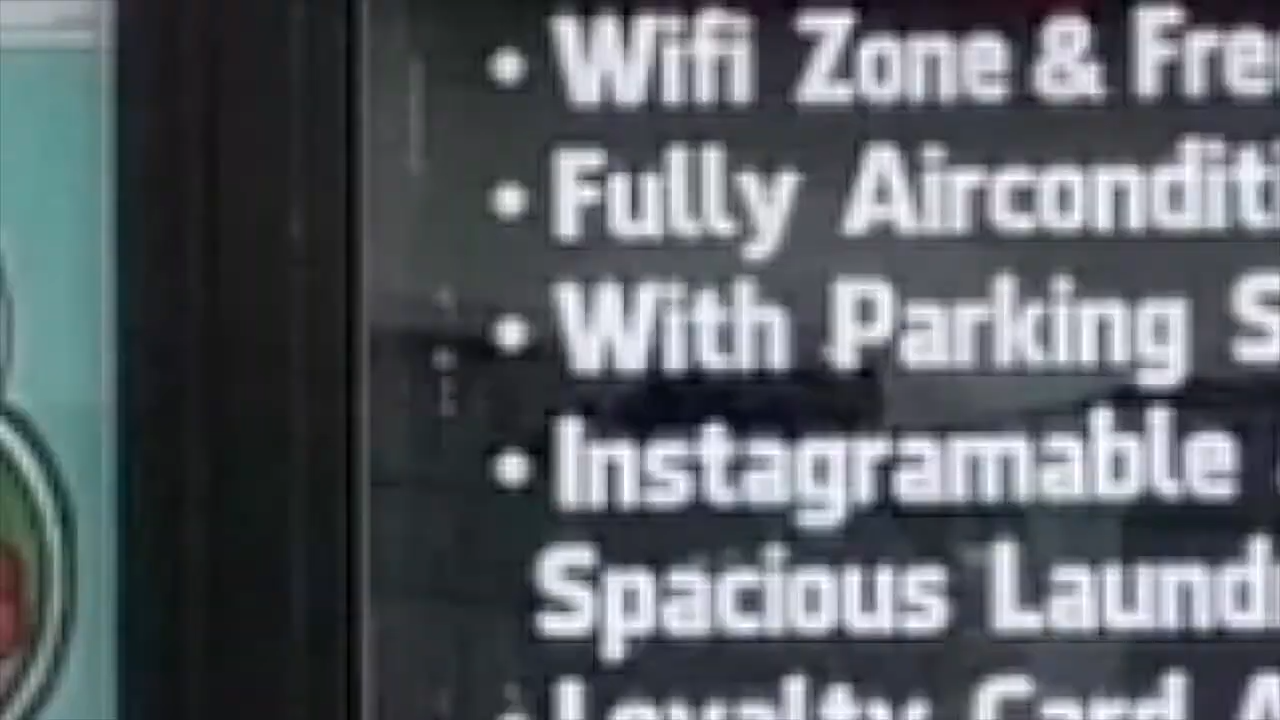 • Wifi Zone & Fre
• Fully Aircondit
• With Parking S
• Instagramable
Spacious Laund
• Loyalty Card A